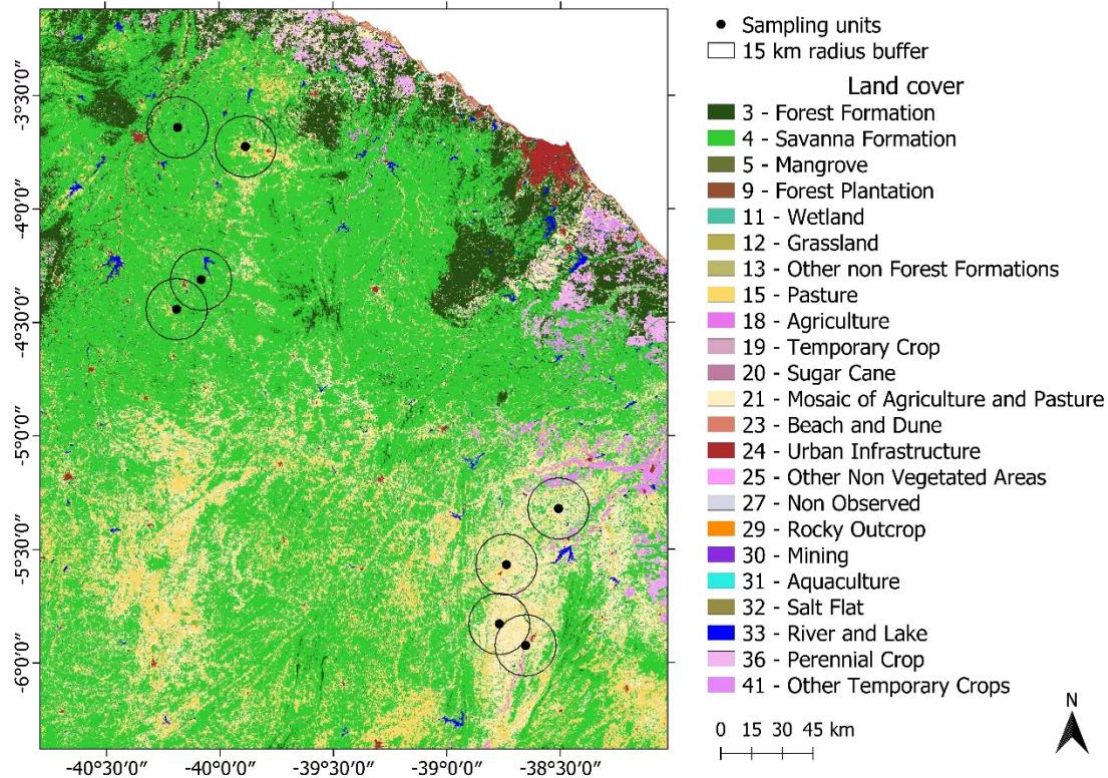 Sampling units
15 km radius buffer
Land cover
3 - Forest Formation
4 - Savanna Formation
5 - Mangrove
9 - Forest Plantation
11 - Wetland
12 - Grassland
13 - Other non Forest Formations
15 - Pasture
18 - Agriculture
19 - Temporary Crop
20 - Sugar Cane
21 - Mosaic of Agriculture and Pasture
23 - Beach and Dune
24 - Urban Infrastructure
25 - Other Non Vegetated Areas
27 - Non Observed
29 - Rocky Outcrop
30 - Mining
31 - Aquaculture
32 - Salt Flat
33 - River and Lake
36 - Perennial Crop
41 - Other Temporary Crops
0 15 30 45 km
N
-3°30'0"
-4°0'0"
-4°30'0"
-5°0'0"
-5°30'0"
-6°0'0"
-40°30'0"
-40°0'0"
-39°30'0"
-39°0'0"
-38°30'0"